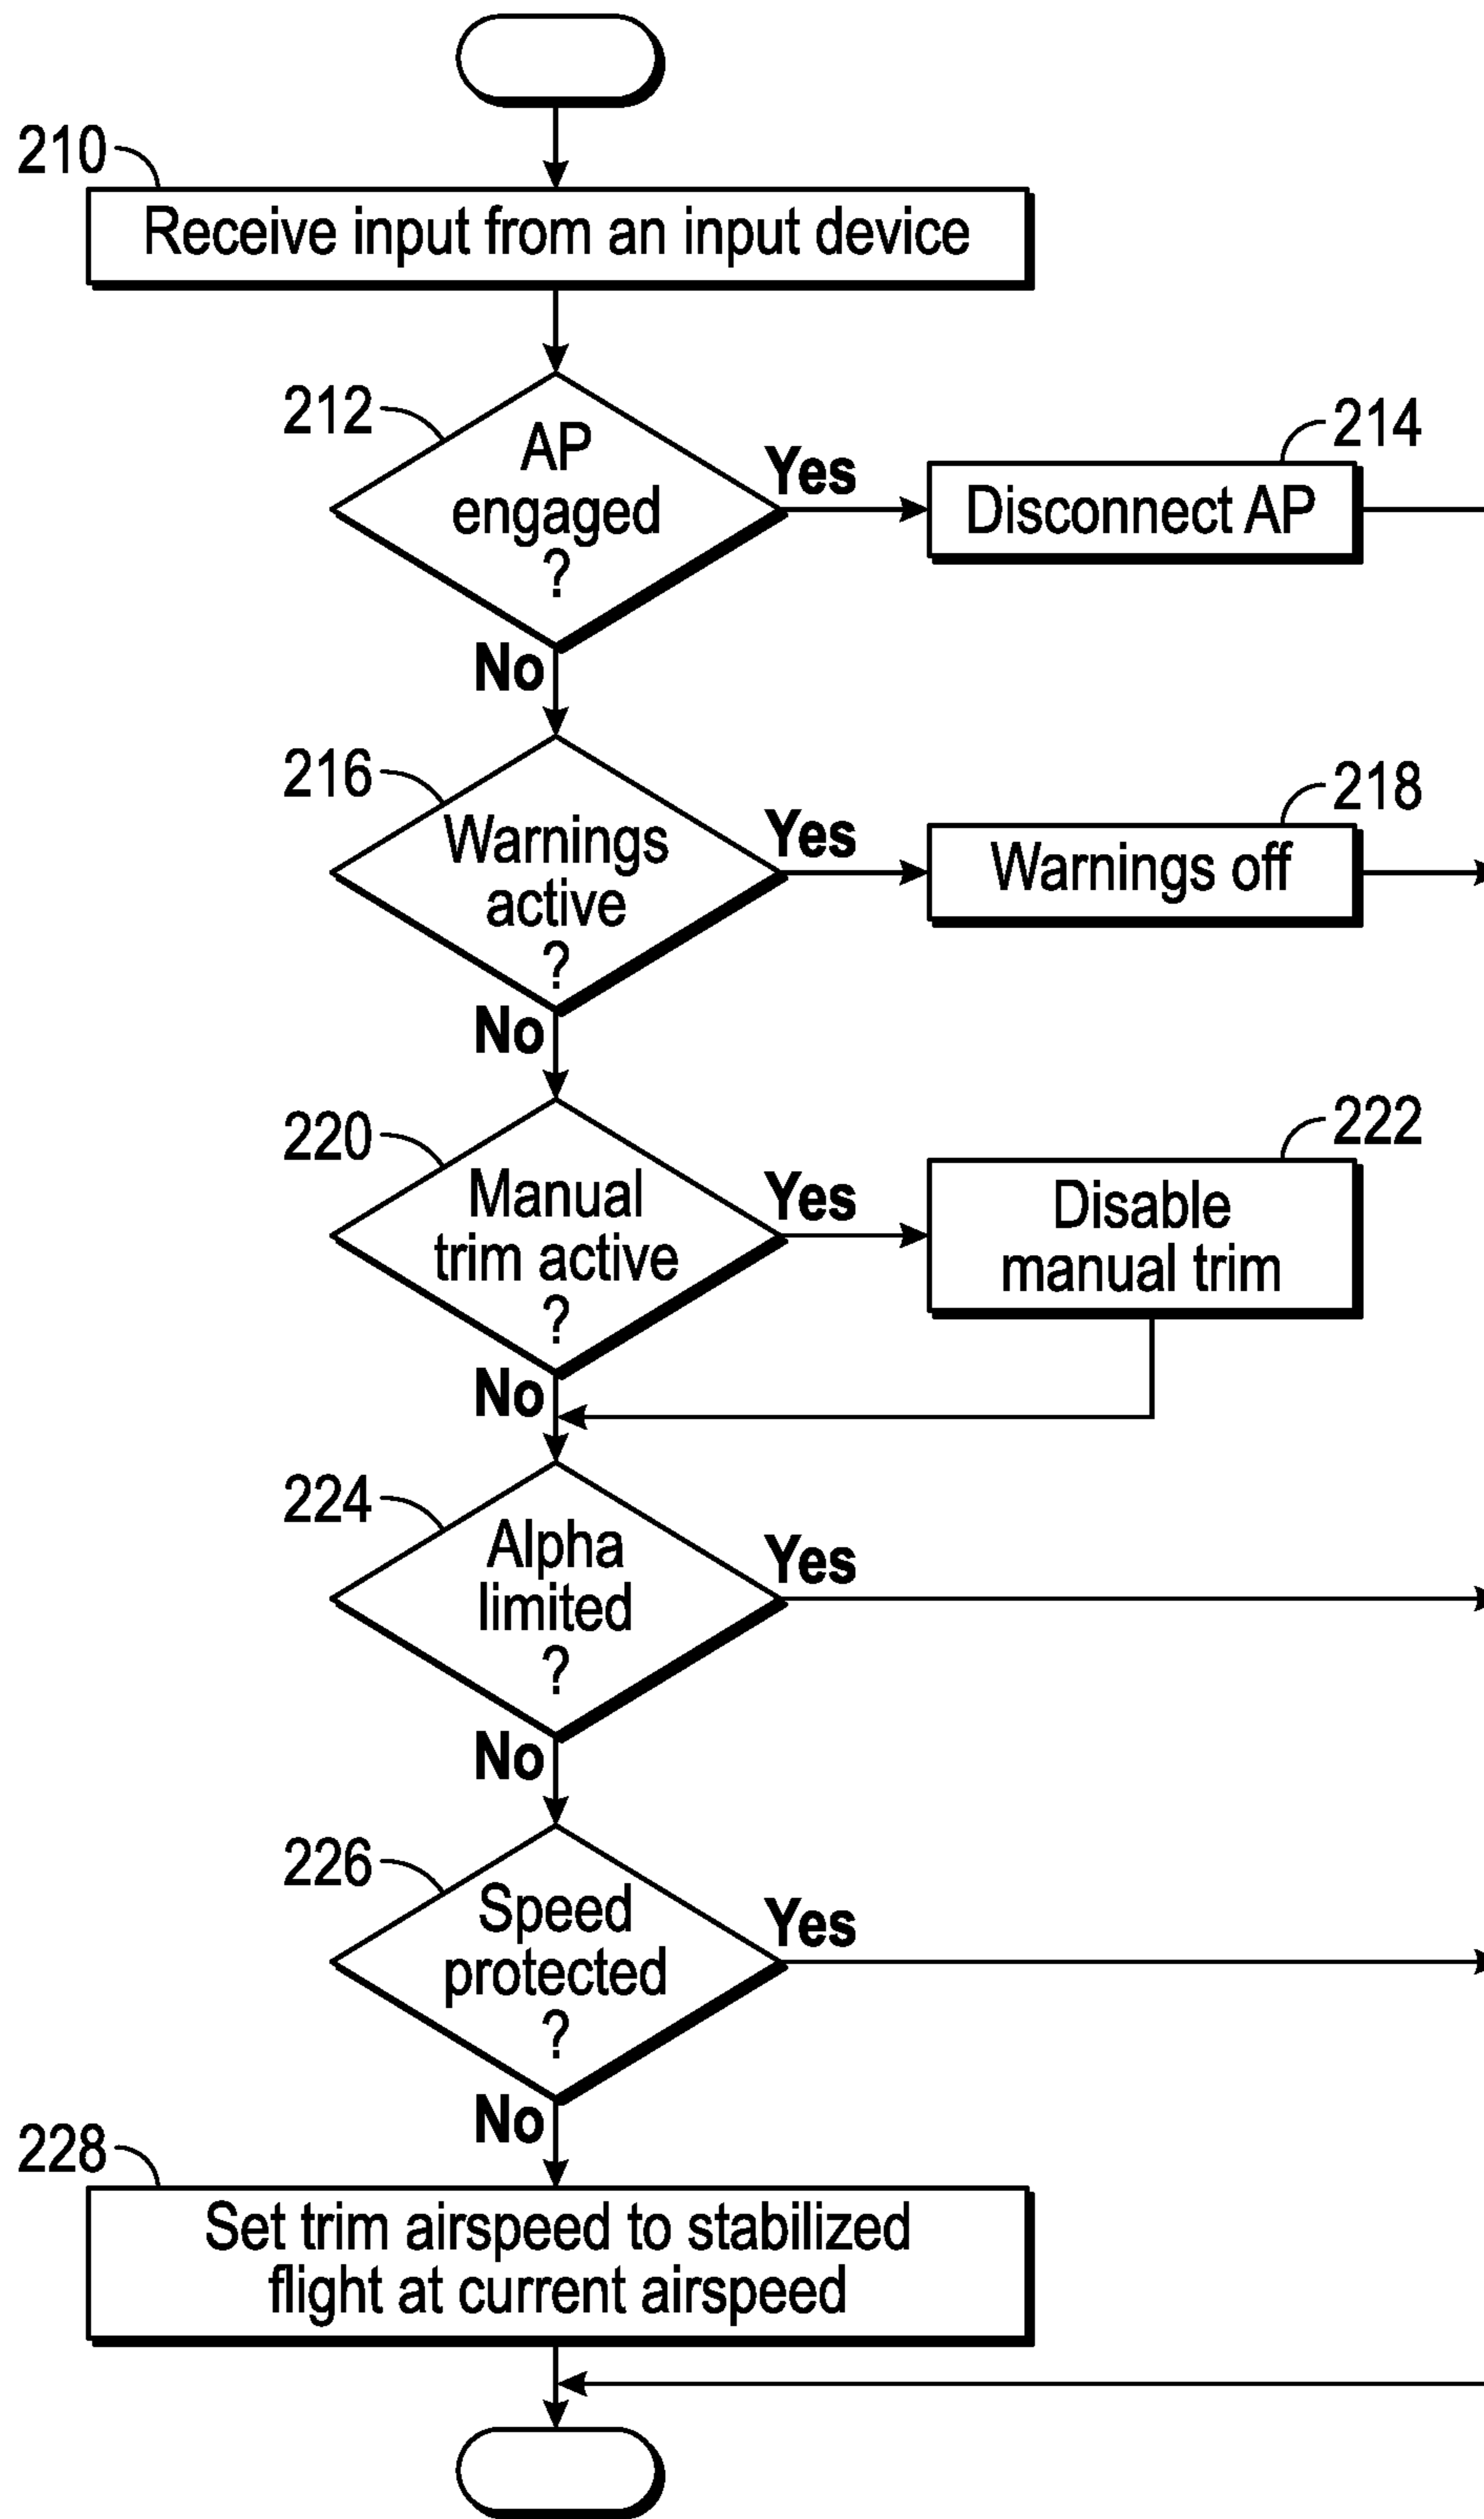 210
Receive input from an input device
212
AP
engaged
?
Yes
214
Disconnect AP
No
216
Warnings
active
?
Yes
218
Warnings off
No
220
Manual
trim active
?
Yes
222
Disable
manual trim
No
224
Alpha
limited
?
Yes
No
226
Speed
protected
?
Yes
No
228
Set trim airspeed to stabilized
flight at current airspeed